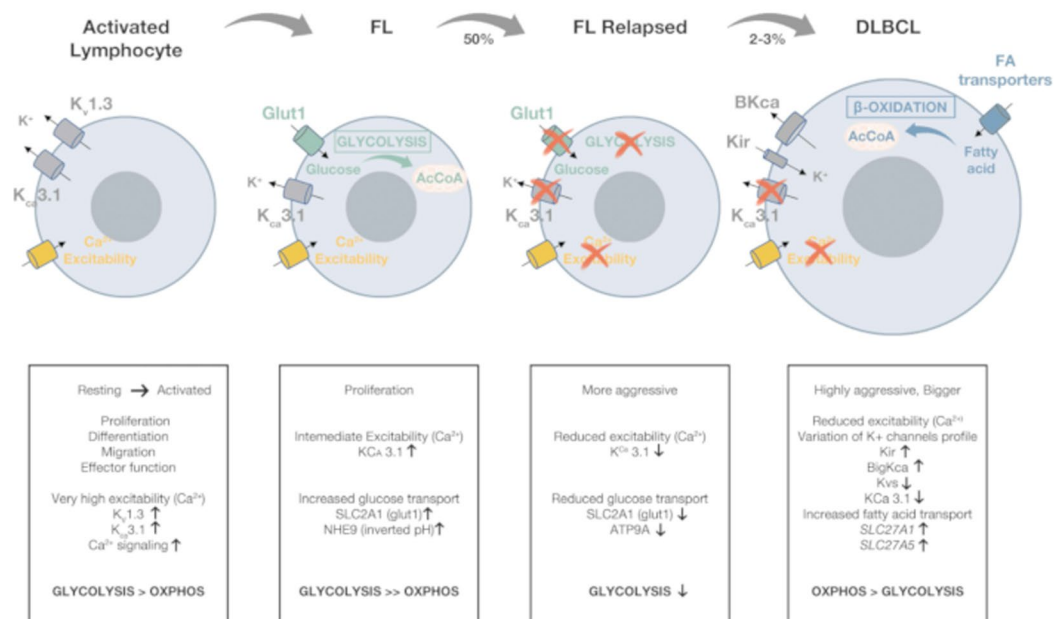 Activated
Lymphocyte
FL
50%
FL Relapsed
2-3%
DLBCL
Kv1.3
K+
Kca3.1
Ca2+
Excitability
Glut1
GLYCOLYSIS
Glucose
AcCoA
K+
Kca3.1
Ca2+
Excitability
Glut1
GLYCOLYSIS
Glucose
K+
Kca3.1
Ca2+
Excitability
FA
transporters
BKca
β-OXIDATION
AcCoA
Kir
Fatty
acid
K+
Kca3.1
Ca2+
Excitability
Resting → Activated
Proliferation
Differentiation
Migration
Effector function
Very high excitability (Ca2+)
Kv1.3 ↑
Kca3.1 ↑
Ca2+ signaling ↑
GLYCOLYSIS > OXPHOS
Proliferation
Intemediate Excitability (Ca2+)
KCA 3.1 ↑
Increased glucose transport
SLC2A1 (glut1) ↑
NHE9 (inverted pH) ↑
GLYCOLYSIS >> OXPHOS
More aggressive
Reduced excitability (Ca2+)
KCa 3.1 ↓
Reduced glucose transport
SLC2A1 (glut1) ↓
ATP9A ↓
GLYCOLYSIS ↓
Highly aggressive, Bigger
Reduced excitability (Ca2+)
Variation of K+ channels profile
Kir ↑
BigKca ↑
Kvs ↓
KCa 3.1 ↓
Increased fatty acid transport
SLC27A1 ↑
SLC27A5 ↑
OXPHOS > GLYCOLYSIS